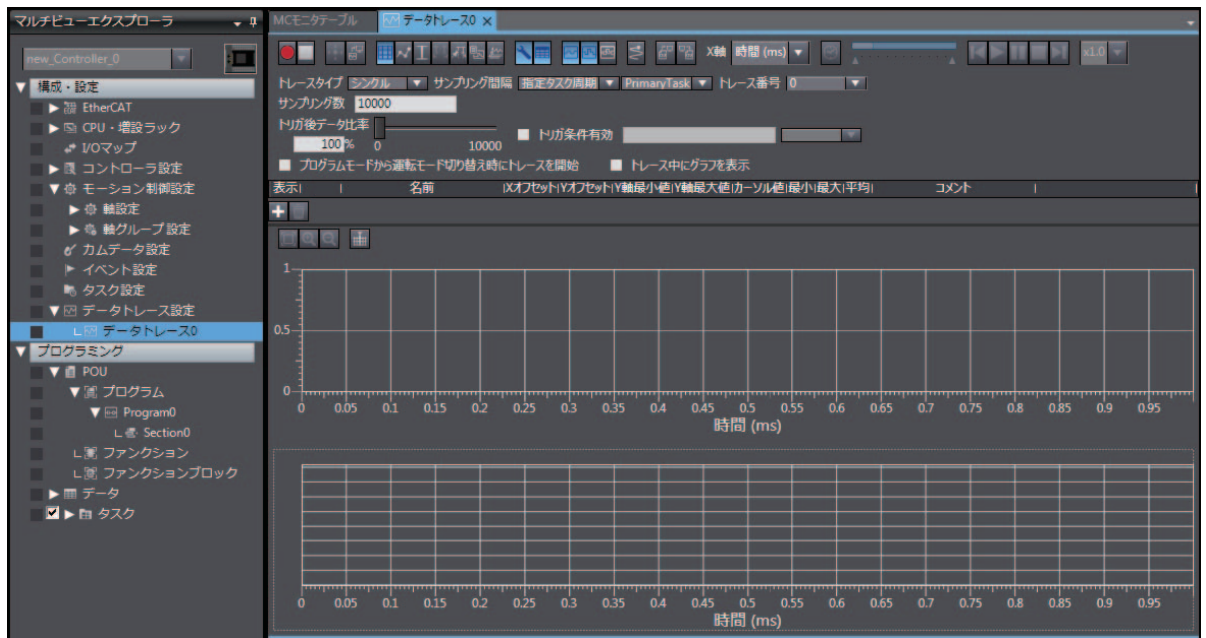 マルチビューエクスプローラ
new_Controller_0
構成・設定
EtherCAT
CPU・増設ラック
I/Oマップ
コントローラ設定
モーション制御設定
軸設定
軸グループ設定
カムデータ設定
イベント設定
タスク設定
データトレース設定
データトレース0
プログラミング
POU
プログラム
Program0
Section0
ファンクション
ファンクションブロック
データ
タスク
MCモニタテーブル データトレース0
X軸 時間 (ms) x1.0
トレースタイプ シングル サンプリング間隔 指定タスク周期 PrimaryTask トレース番号 0
サンプリング数 10000
トリガ後データ比率
100 % 0 10000 トリガ条件有効
プログラムモードから運転モード切り替え時にトレースを開始 トレース中にグラフを表示
表示 名前 Xオフセット Yオフセット Y軸最小値 Y軸最大値 カーソル値 最小 最大 平均 コメント
1
0.5
0
0 0.05 0.1 0.15 0.2 0.25 0.3 0.35 0.4 0.45 0.5 0.55 0.6 0.65 0.7 0.75 0.8 0.85 0.9 0.95
時間 (ms)
0 0.05 0.1 0.15 0.2 0.25 0.3 0.35 0.4 0.45 0.5 0.55 0.6 0.65 0.7 0.75 0.8 0.85 0.9 0.95
時間 (ms)